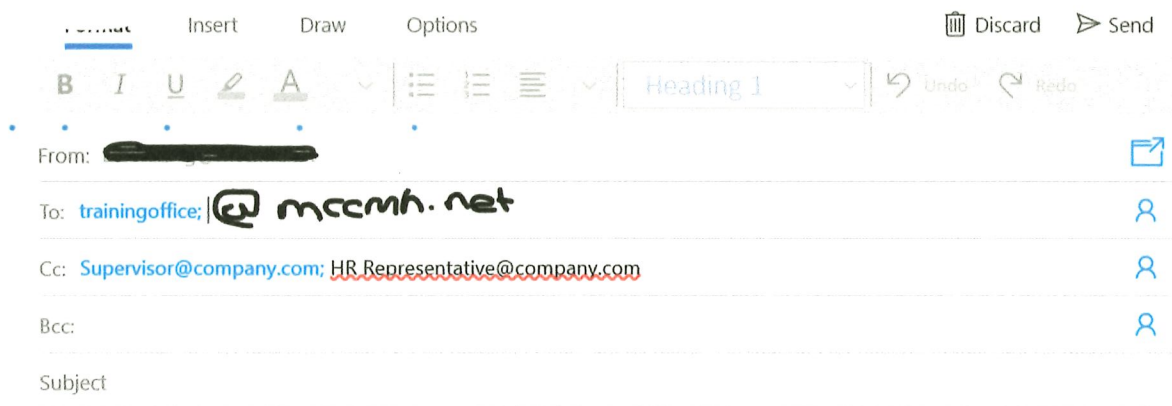 Format Insert Draw Options Discard Send
B I U A Heading 1 Undo Redo
From:
To: trainingoffice; @mccmh.net
Cc: Supervisor@company.com; HR Representative@company.com
Bcc:
Subject